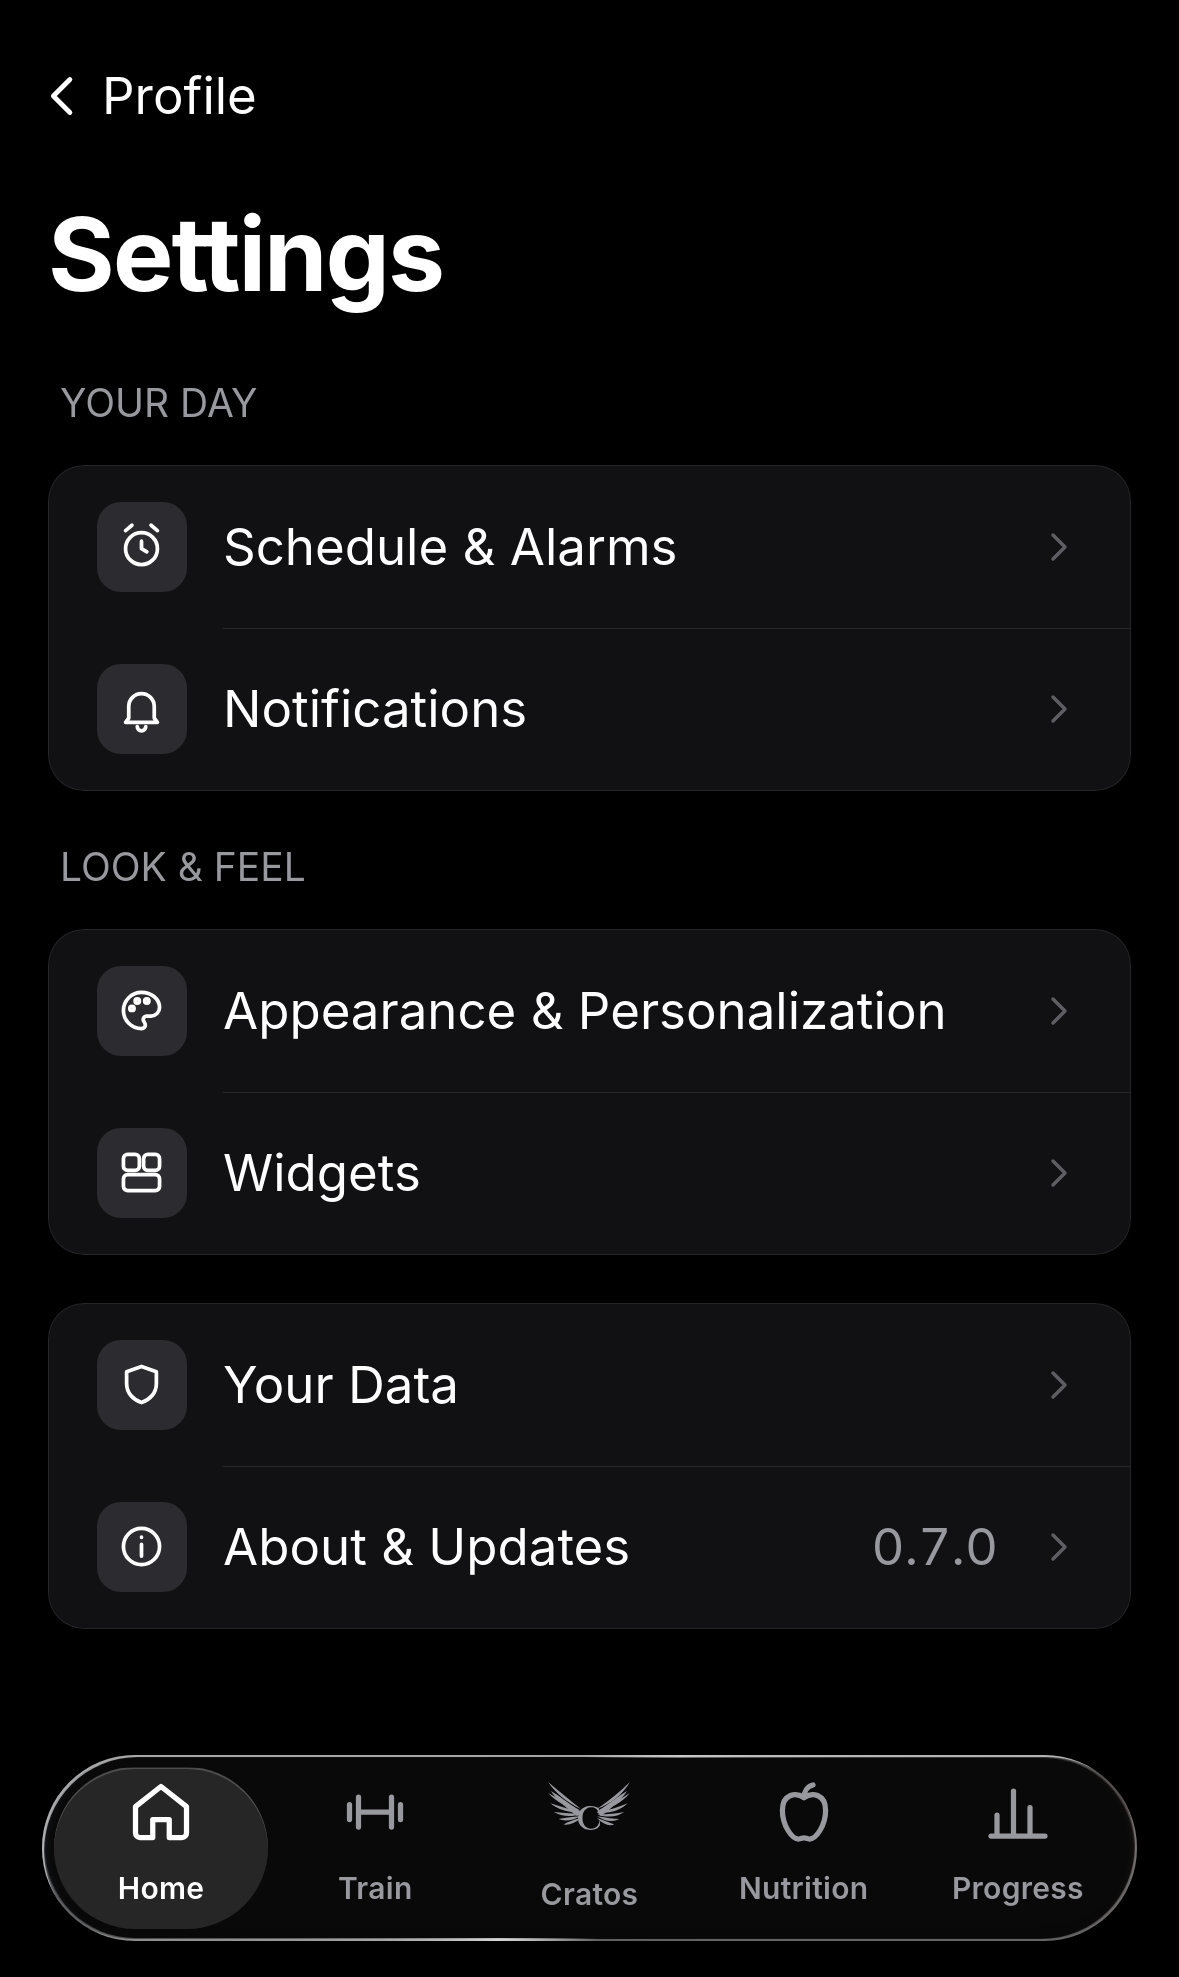 Profile
Settings
YOUR DAY
Schedule & Alarms
Notifications
LOOK & FEEL
Appearance & Personalization
Widgets
Your Data
About & Updates 0.7.0
C
Home Train Cratos Nutrition Progress